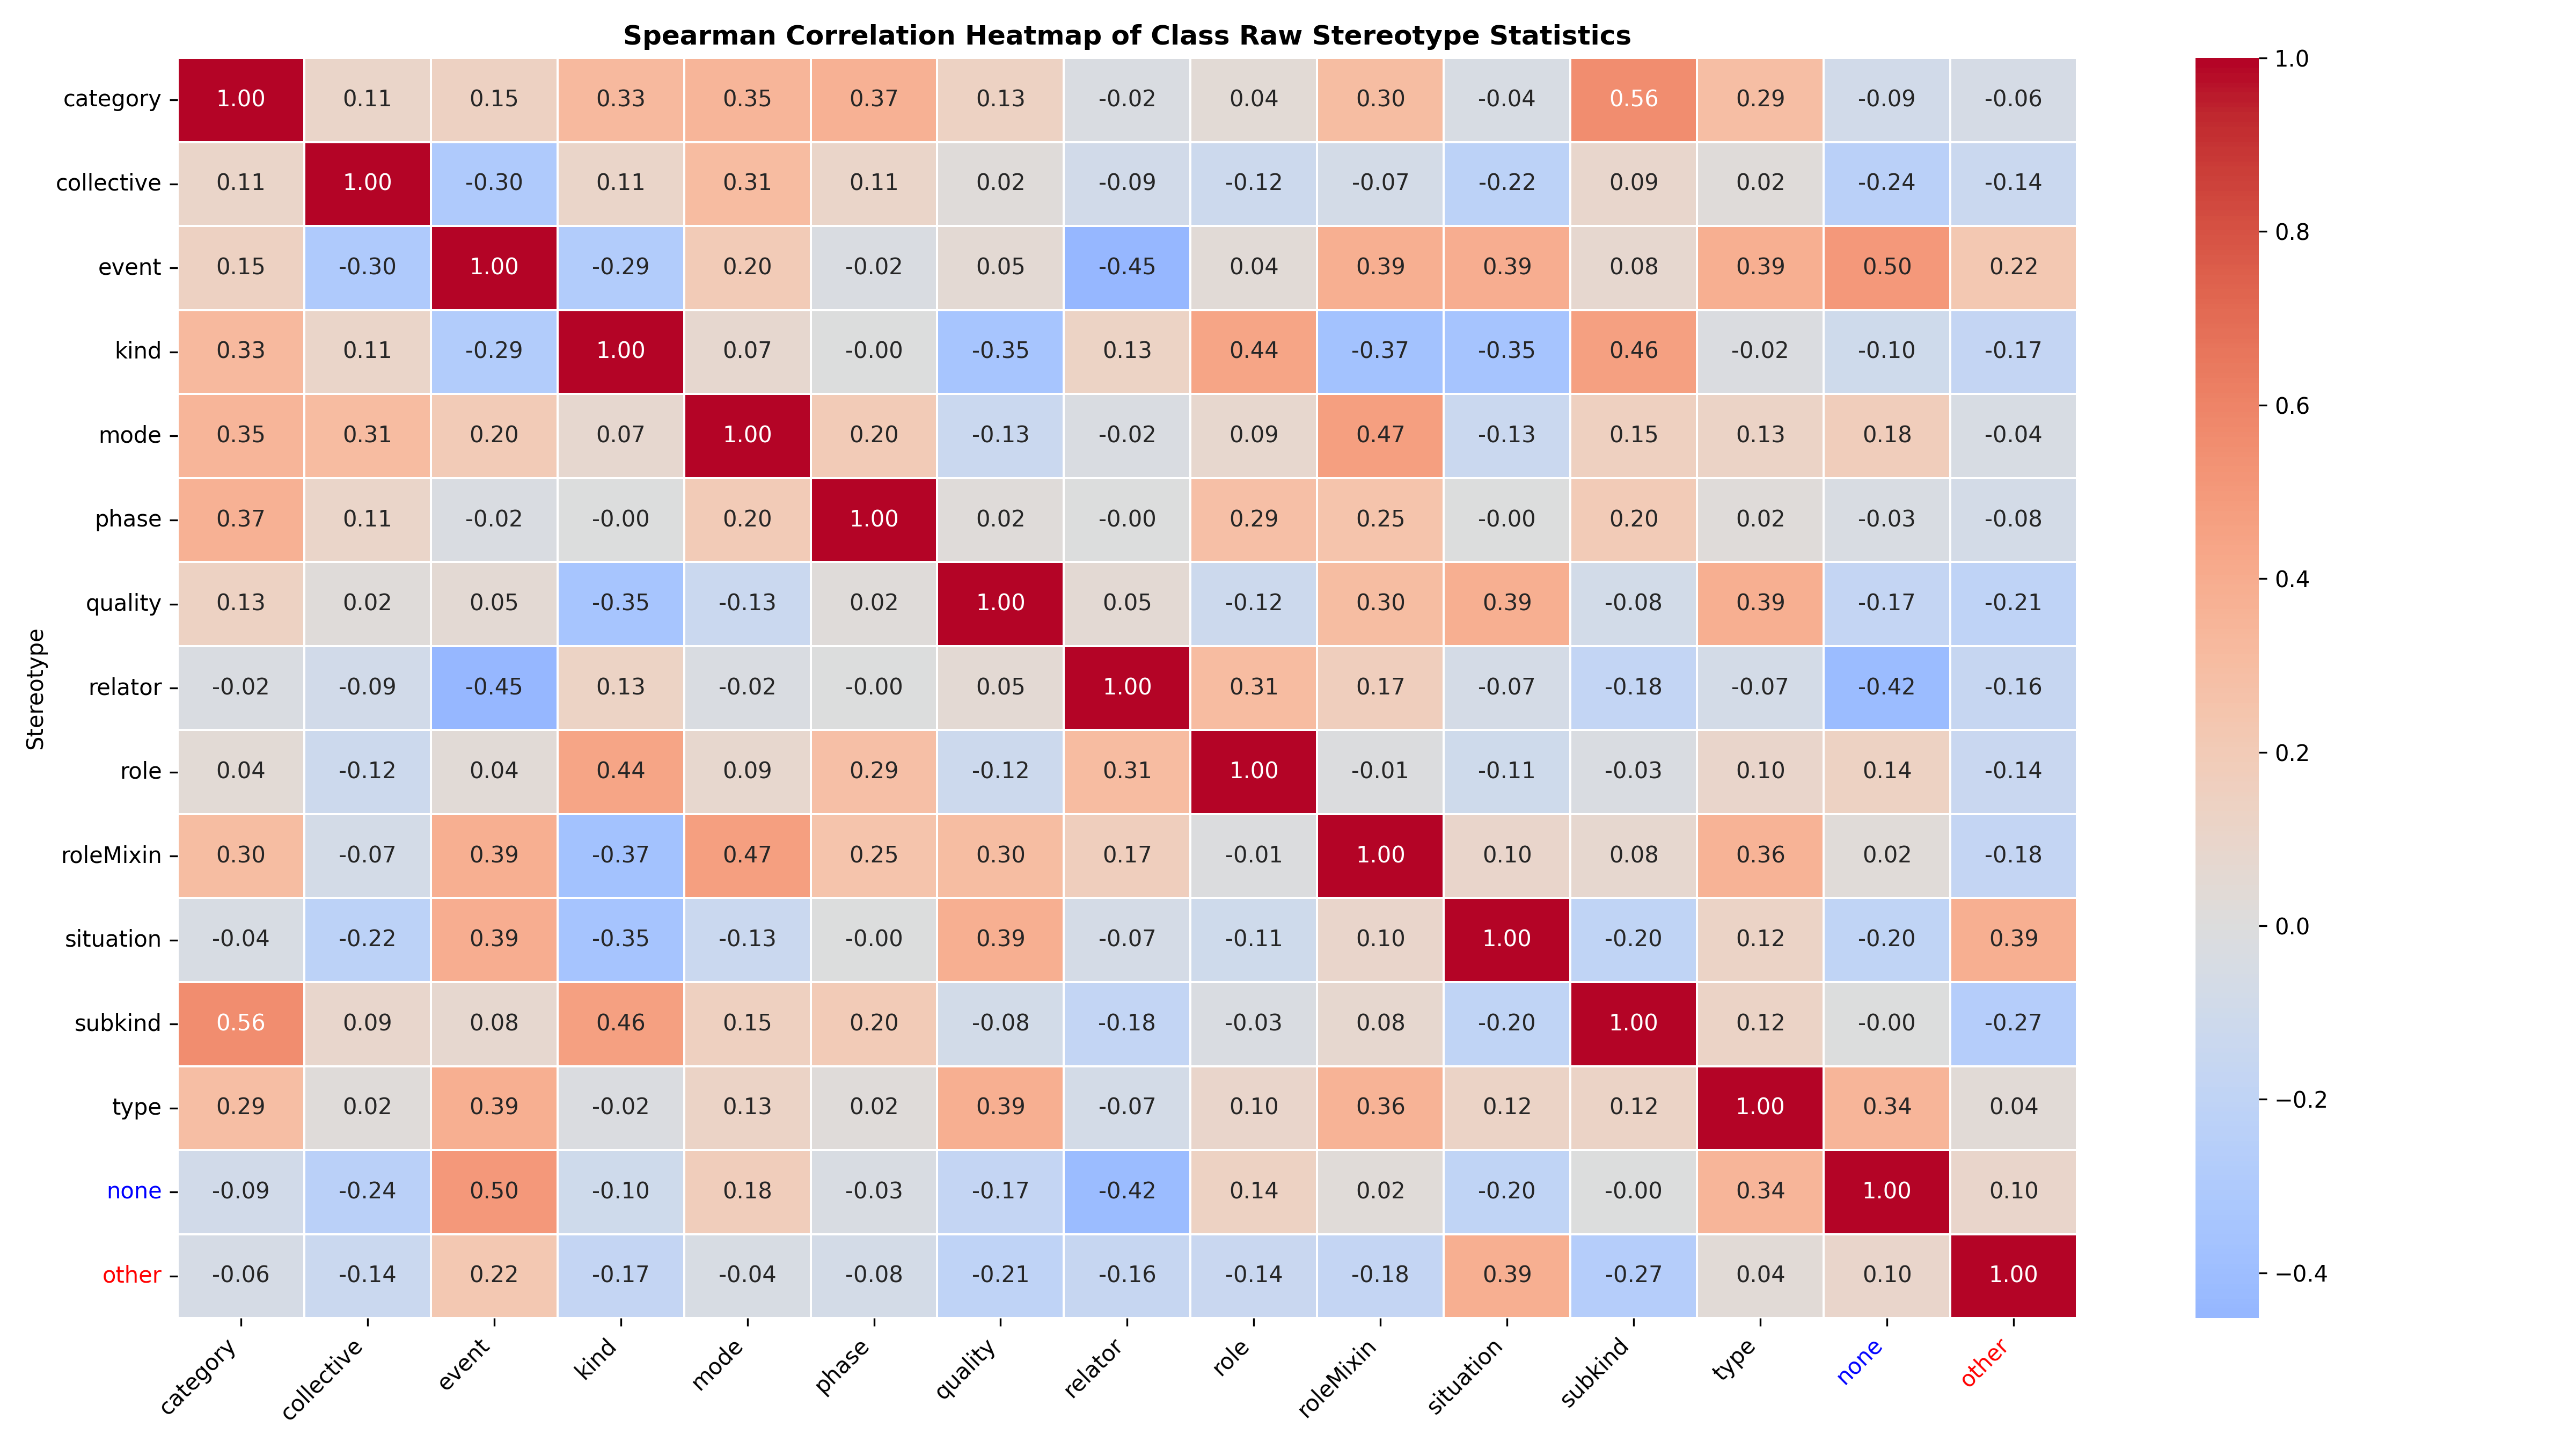 Spearman Correlation Heatmap of Class Raw Stereotype Statistics
Stereotype
category 1.00 0.11 0.15 0.33 0.35 0.37 0.13 -0.02 0.04 0.30 -0.04 0.56 0.29 -0.09 -0.06
collective 0.11 1.00 -0.30 0.11 0.31 0.11 0.02 -0.09 -0.12 -0.07 -0.22 0.09 0.02 -0.24 -0.14
event 0.15 -0.30 1.00 -0.29 0.20 -0.02 0.05 -0.45 0.04 0.39 0.39 0.08 0.39 0.50 0.22
kind 0.33 0.11 -0.29 1.00 0.07 -0.00 -0.35 0.13 0.44 -0.37 -0.35 0.46 -0.02 -0.10 -0.17
mode 0.35 0.31 0.20 0.07 1.00 0.20 -0.13 -0.02 0.09 0.47 -0.13 0.15 0.13 0.18 -0.04
phase 0.37 0.11 -0.02 -0.00 0.20 1.00 0.02 -0.00 0.29 0.25 -0.00 0.20 0.02 -0.03 -0.08
quality 0.13 0.02 0.05 -0.35 -0.13 0.02 1.00 0.05 -0.12 0.30 0.39 -0.08 0.39 -0.17 -0.21
relator -0.02 -0.09 -0.45 0.13 -0.02 -0.00 0.05 1.00 0.31 0.17 -0.07 -0.18 -0.07 -0.42 -0.16
role 0.04 -0.12 0.04 0.44 0.09 0.29 -0.12 0.31 1.00 -0.01 -0.11 -0.03 0.10 0.14 -0.14
roleMixin 0.30 -0.07 0.39 -0.37 0.47 0.25 0.30 0.17 -0.01 1.00 0.10 0.08 0.36 0.02 -0.18
situation -0.04 -0.22 0.39 -0.35 -0.13 -0.00 0.39 -0.07 -0.11 0.10 1.00 -0.20 0.12 -0.20 0.39
subkind 0.56 0.09 0.08 0.46 0.15 0.20 -0.08 -0.18 -0.03 0.08 -0.20 1.00 0.12 -0.00 -0.27
type 0.29 0.02 0.39 -0.02 0.13 0.02 0.39 -0.07 0.10 0.36 0.12 0.12 1.00 0.34 0.04
none -0.09 -0.24 0.50 -0.10 0.18 -0.03 -0.17 -0.42 0.14 0.02 -0.20 -0.00 0.34 1.00 0.10
other -0.06 -0.14 0.22 -0.17 -0.04 -0.08 -0.21 -0.16 -0.14 -0.18 0.39 -0.27 0.04 0.10 1.00
category collective event kind mode phase quality relator role roleMixin situation subkind type none other
1.0
0.8
0.6
0.4
0.2
0.0
−0.2
−0.4